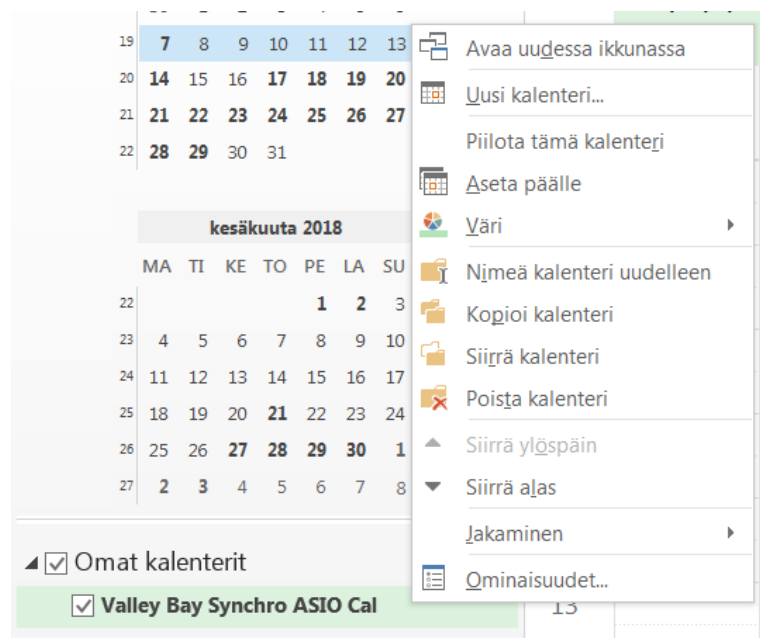 19 7 8 9 10 11 12 13
20 14 15 16 17 18 19 20
21 21 22 23 24 25 26 27
22 28 29 30 31
kesäkuuta 2018
MA TI KE TO PE LA SU
22 1 2 3
23 4 5 6 7 8 9 10
24 11 12 13 14 15 16 17
25 18 19 20 21 22 23 24
26 25 26 27 28 29 30 1
27 2 3 4 5 6 7 8
Omat kalenterit
Valley Bay Synchro ASIO Cal
Avaa uudessa ikkunassa
Uusi kalenteri...
Piilota tämä kalenteri
Aseta päälle
Väri
Nimeä kalenteri uudelleen
Kopioi kalenteri
Siirrä kalenteri
Poista kalenteri
Siirrä ylöspäin
Siirrä alas
Jakaminen
Ominaisuudet...
13